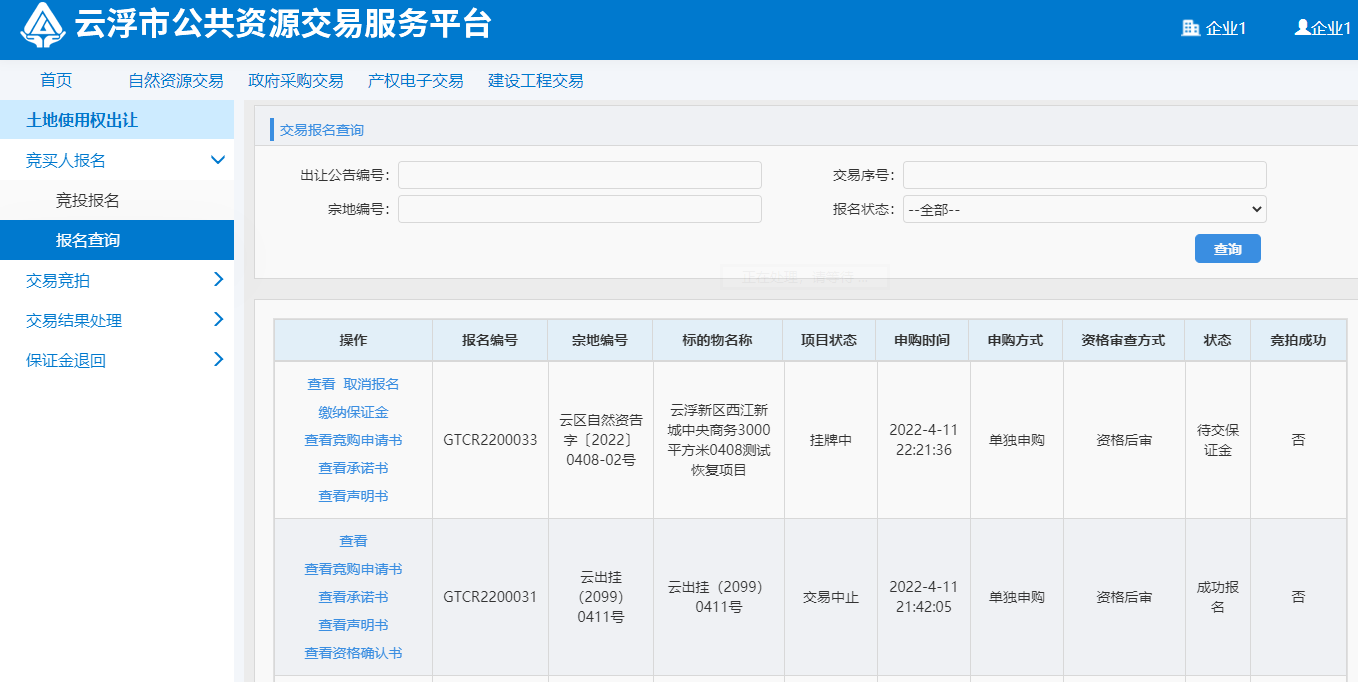 云浮市公共资源交易服务平台
企业1
企业1
首页
自然资源交易
政府采购交易
产权电子交易
建设工程交易
土地使用权出让
竞买人报名
竞投报名
报名查询
交易竞拍
交易结果处理
保证金退回
交易报名查询
出让公告编号：
交易序号：
宗地编号：
报名状态：
--全部--
查询
正在处理，请等待...
操作
报名编号
宗地编号
标的物名称
项目状态
申购时间
申购方式
资格审查方式
状态
竞拍成功
查看 取消报名
缴纳保证金
查看竞购申请书
查看承诺书
查看声明书
GTCR2200033
云区自然资告
字〔2022〕
0408-02号
云浮新区西江新
城中央商务3000
平方米0408测试
恢复项目
挂牌中
2022-4-11
22:21:36
单独申购
资格后审
待交保
证金
否
查看
查看竞购申请书
查看承诺书
查看声明书
查看资格确认书
GTCR2200031
云出挂
（2099）
0411号
云出挂（2099）
0411号
交易中止
2022-4-11
21:42:05
单独申购
资格后审
成功报
名
否